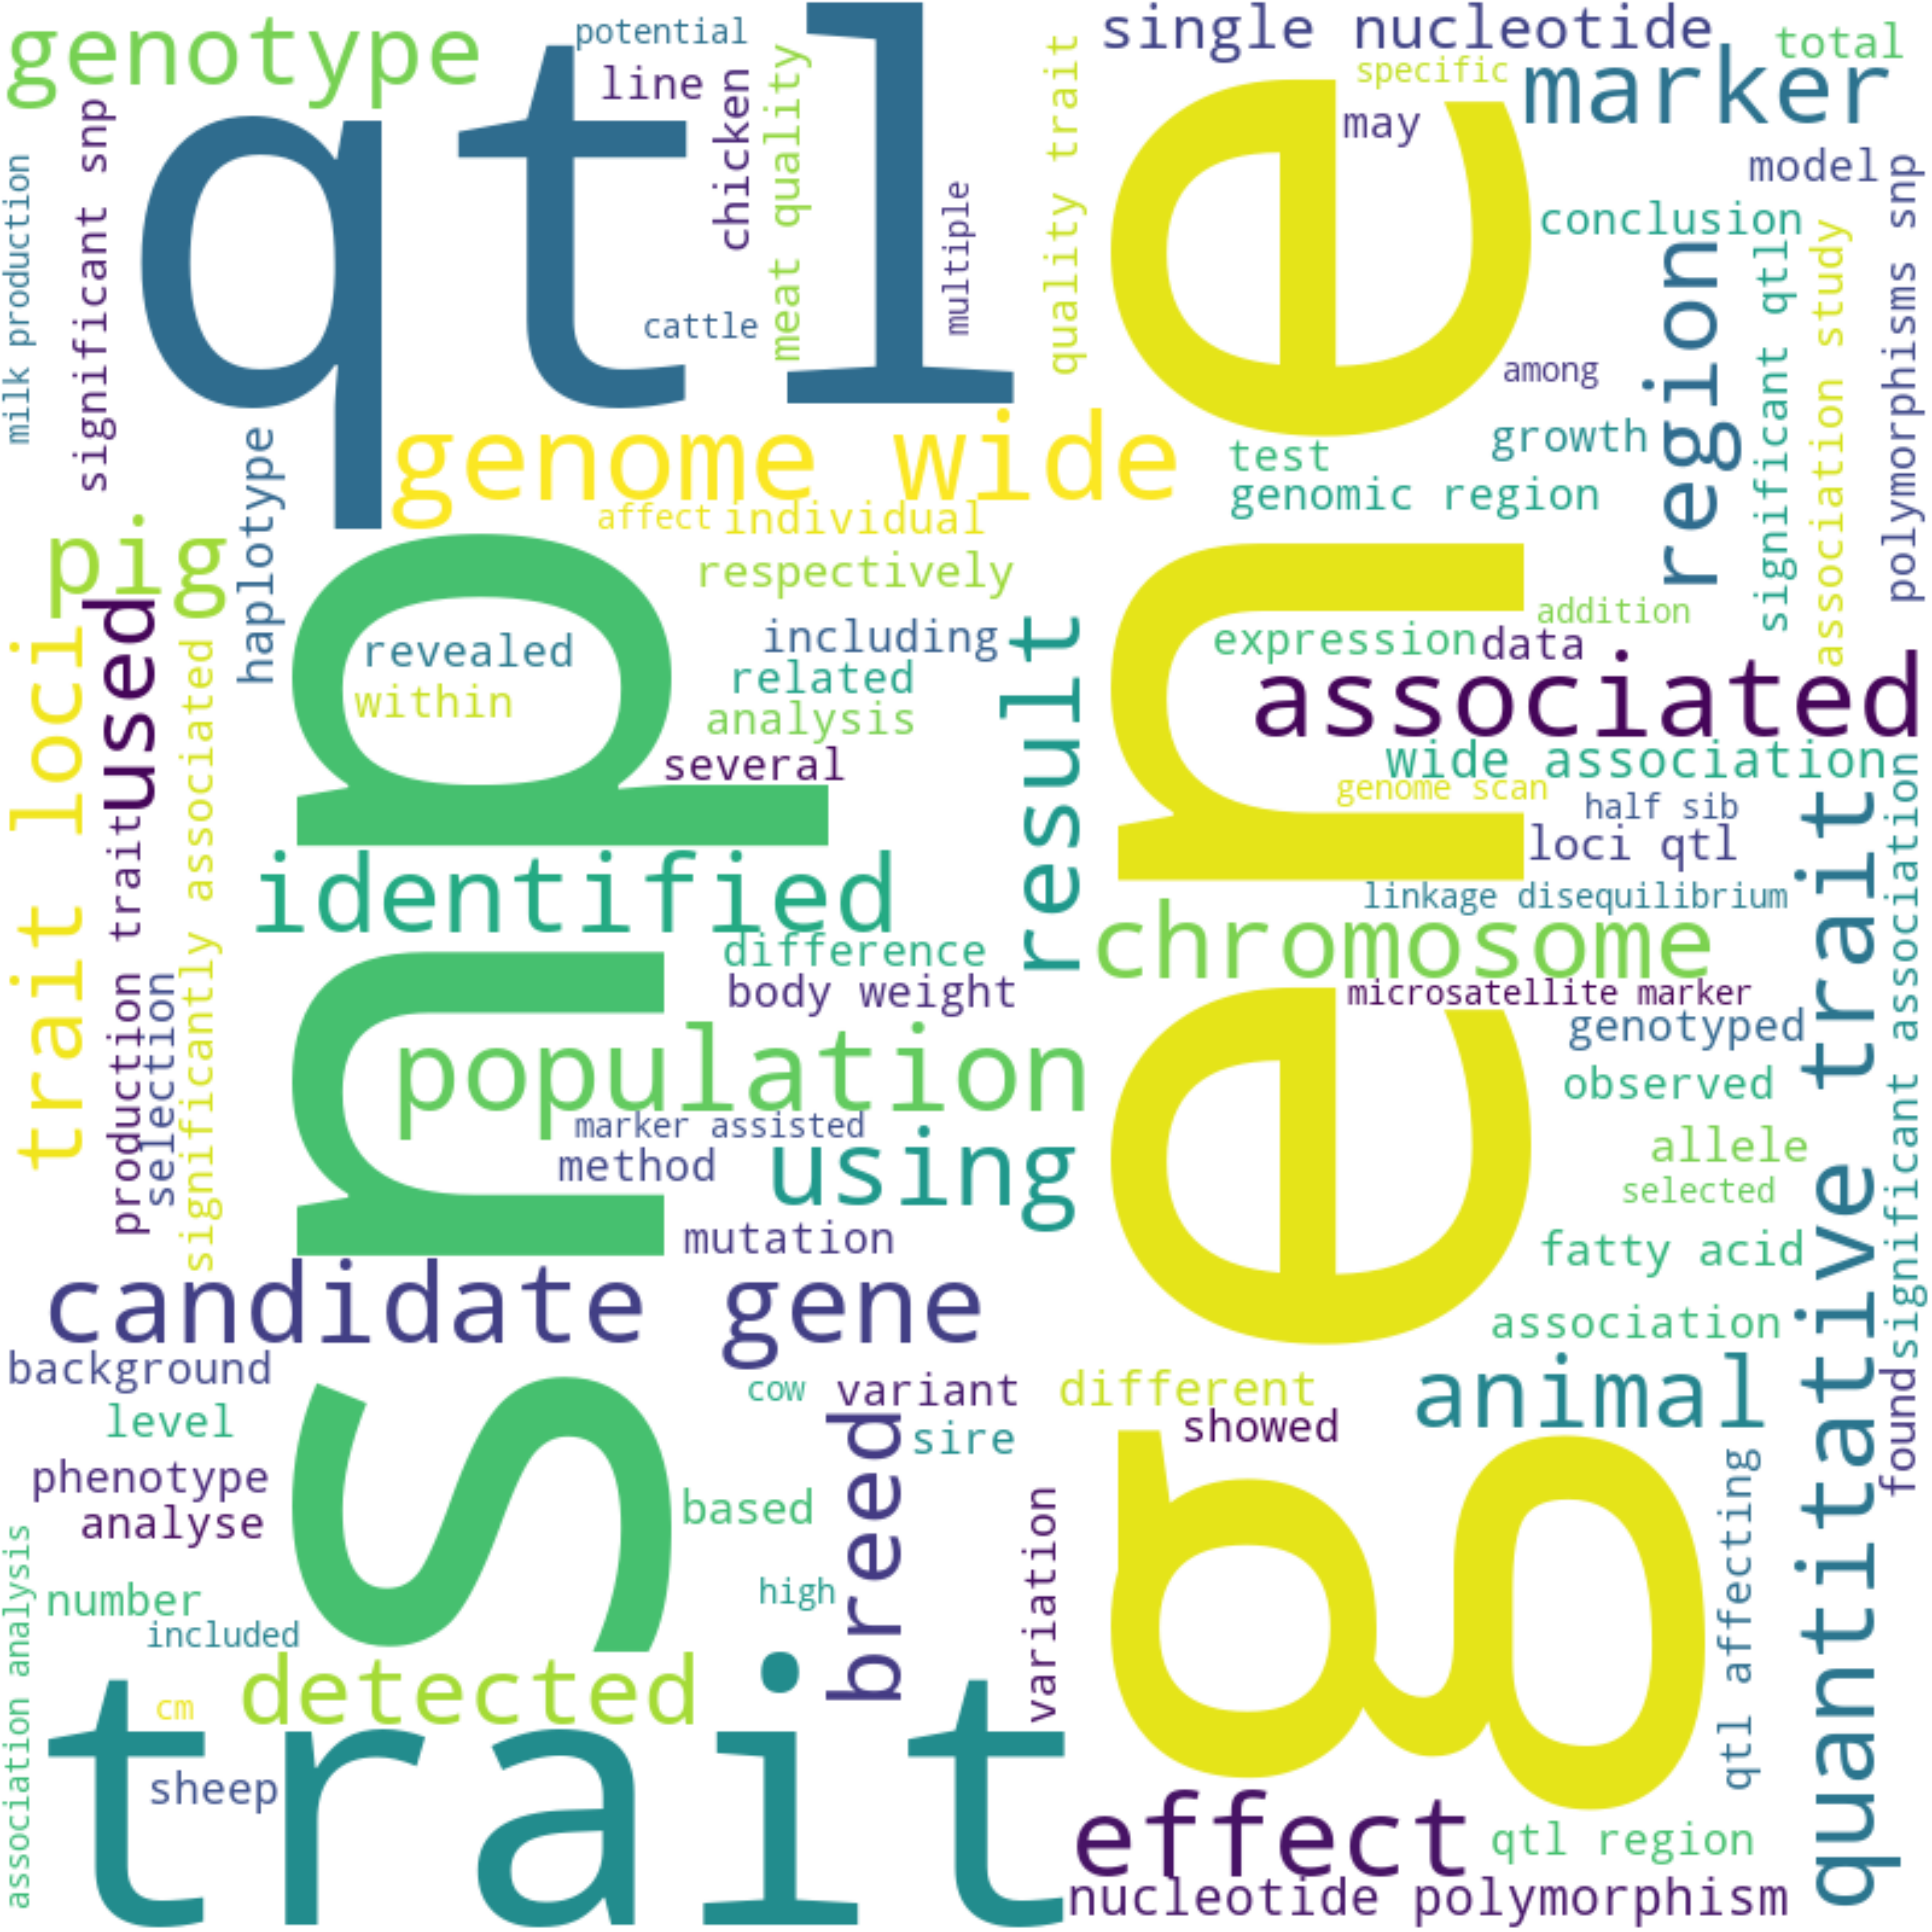 genotype
potential
single nucleotide
total
line
specific
marker
qtl
chicken
meat quality
quality trait
may
significant snp
milk production
multiple
model
polymorphisms snp
conclusion
cattle
region
significant qtl
association study
among
gene
genome wide
growth
test
genomic region
haplotype
affect
individual
pig
respectively
addition
snp
including
expression
data
revealed
result
related
within
analysis
associated
used
trait loci
significantly associated
several
wide association
genome scan
half sib
loci qtl
production trait
identified
linkage disequilibrium
chromosome
difference
body weight
microsatellite marker
selection
genotyped
population
observed
quantitative trait
significant association
marker assisted
method
using
allele
selected
mutation
fatty acid
candidate gene
association
background
cow
variant
different
animal
level
sire
showed
breed
found
phenotype
analyse
based
variation
qtl affecting
association analysis
number
high
included
detected
cm
trait
sheep
effect
qtl region
nucleotide polymorphism